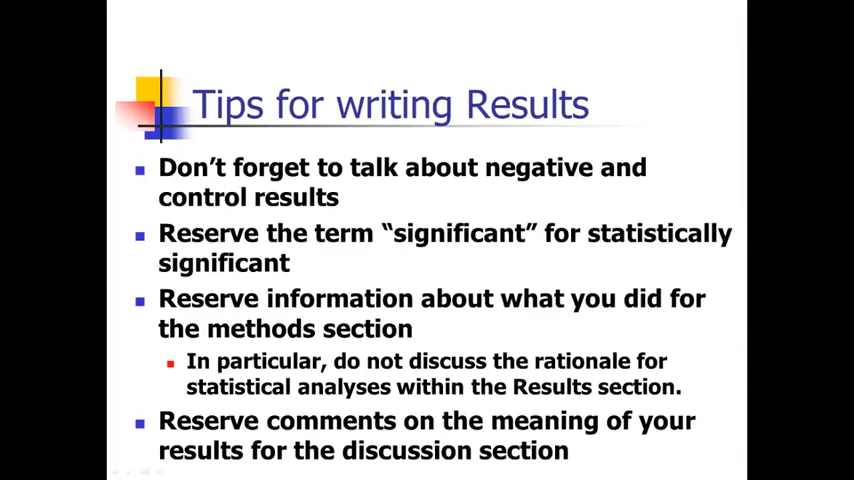 Tips for writing Results
Don’t forget to talk about negative and
control results
Reserve the term “significant” for statistically
significant
Reserve information about what you did for
the methods section
In particular, do not discuss the rationale for
statistical analyses within the Results section.
Reserve comments on the meaning of your
results for the discussion section